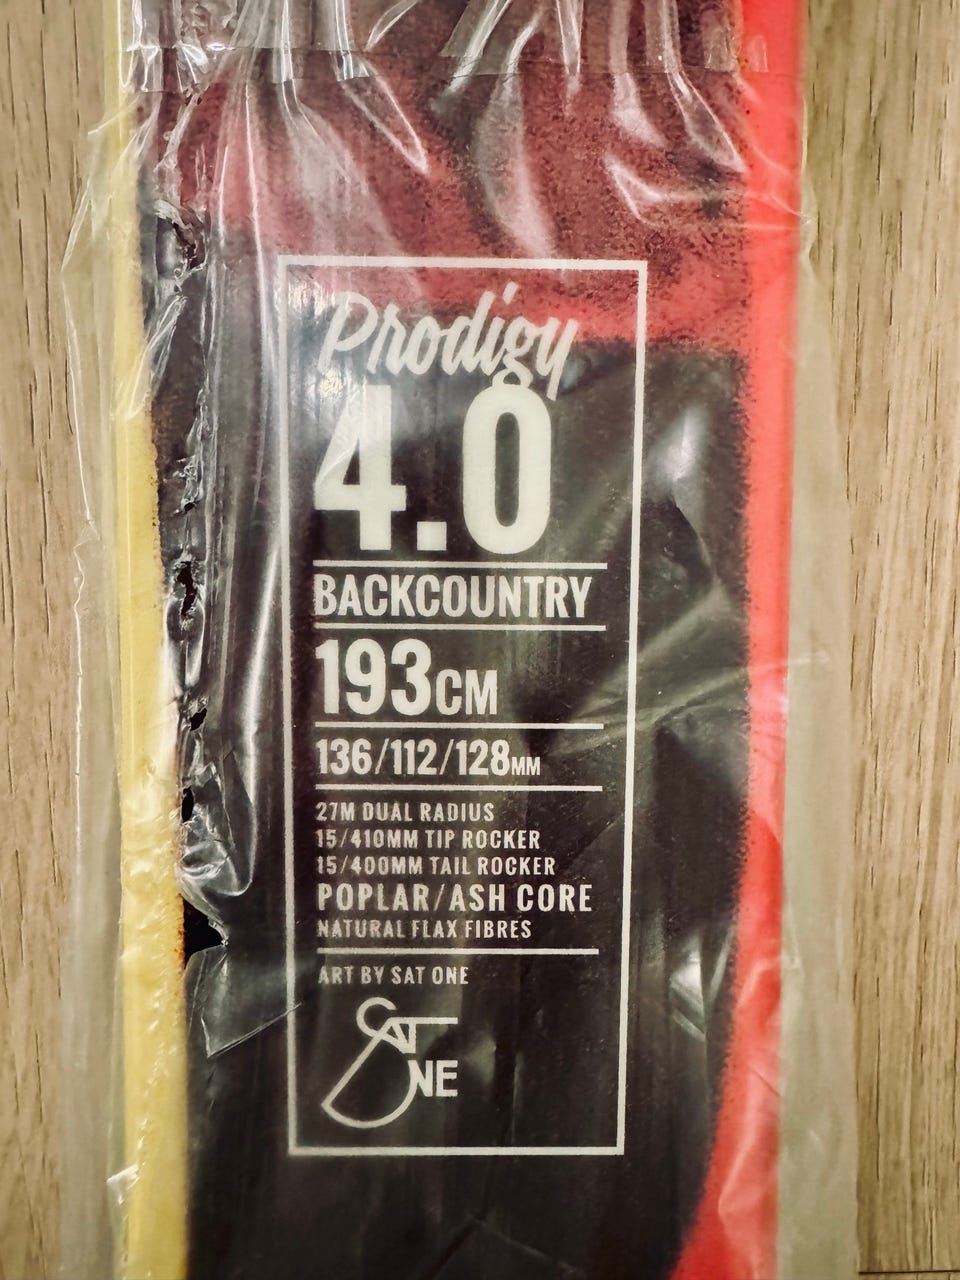 Prodigy
4.0
BACKCOUNTRY
193CM
136/112/128MM
27M DUAL RADIUS
15/410MM TIP ROCKER
15/400MM TAIL ROCKER
POPLAR/ASH CORE
NATURAL FLAX FIBRES
ART BY SAT ONE
SAT
ONE